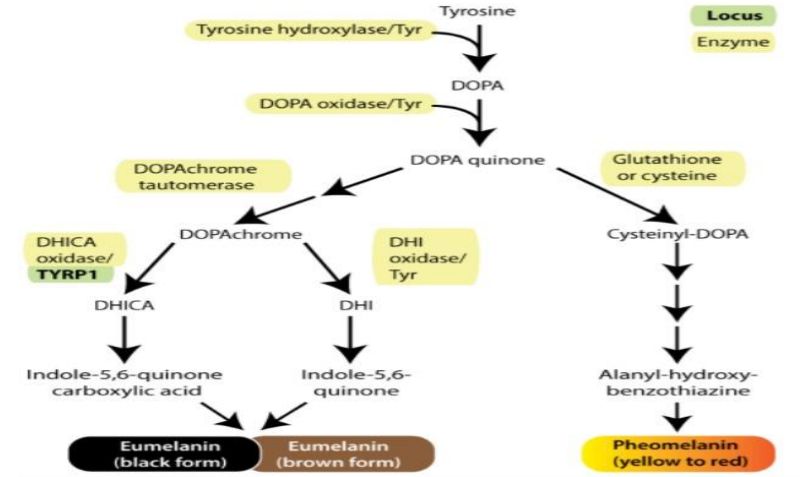 Tyrosine
Locus
Tyrosine hydroxylase/Tyr
Enzyme
DOPA
DOPA oxidase/Tyr
DOPA quinone
Glutathione
or cysteine
DOPAchrome
tautomerase
DOPAchrome
Cysteinyl-DOPA
DHICA
oxidase/
TYRP1
DHI
oxidase/
Tyr
DHICA
DHI
Indole-5,6-quinone
carboxylic acid
Indole-5,6-
quinone
Alanyl-hydroxy-
benzothiazine
Eumelanin
(black form)
Eumelanin
(brown form)
Pheomelanin
(yellow to red)